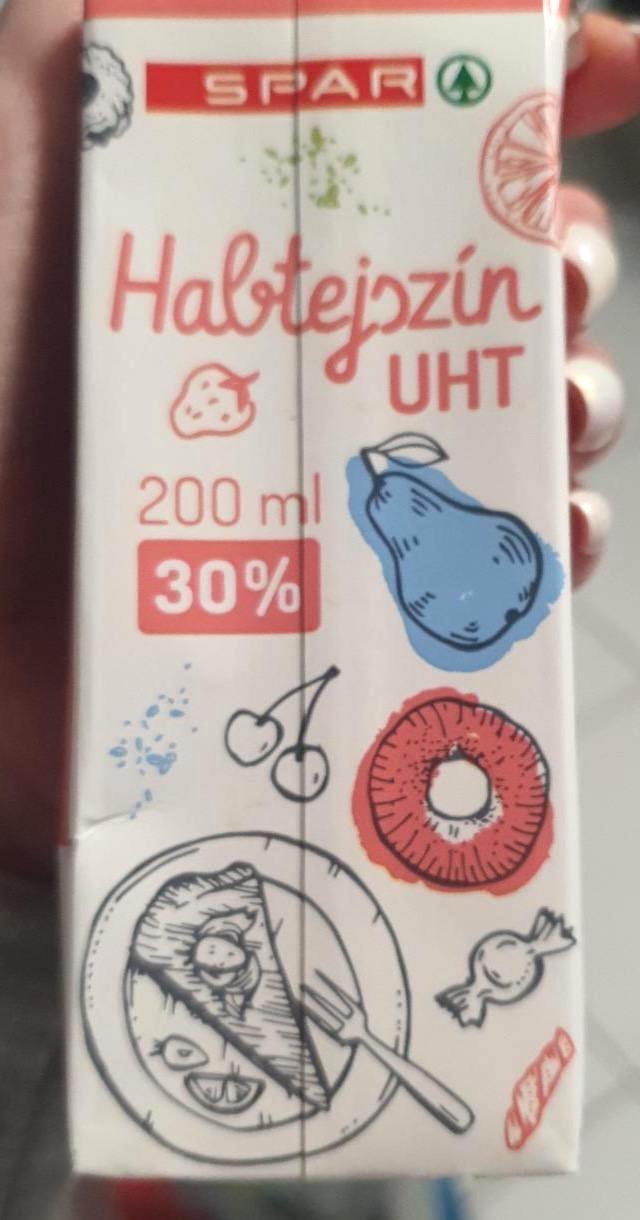 SPAR
Habtejszín
UHT
200 ml
30%